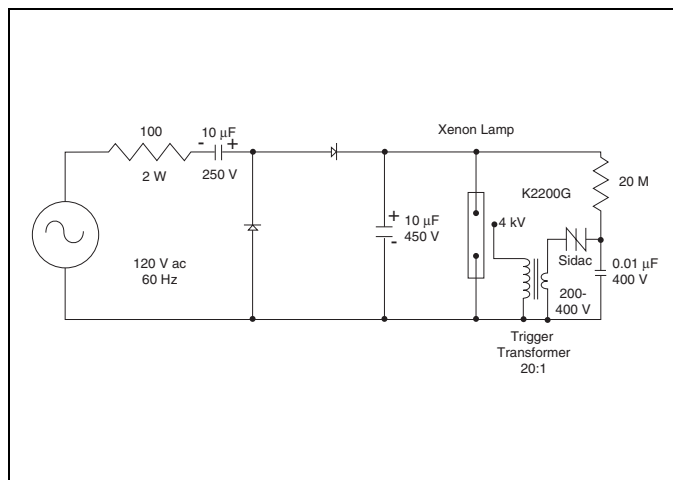 100
2 W
- 10 μF +
250 V
120 V ac
60 Hz
+
10 μF
450 V
-
Xenon Lamp
4 kV
K2200G
Sidac
20 M
0.01 μF
400 V
200-
400 V
Trigger
Transformer
20:1